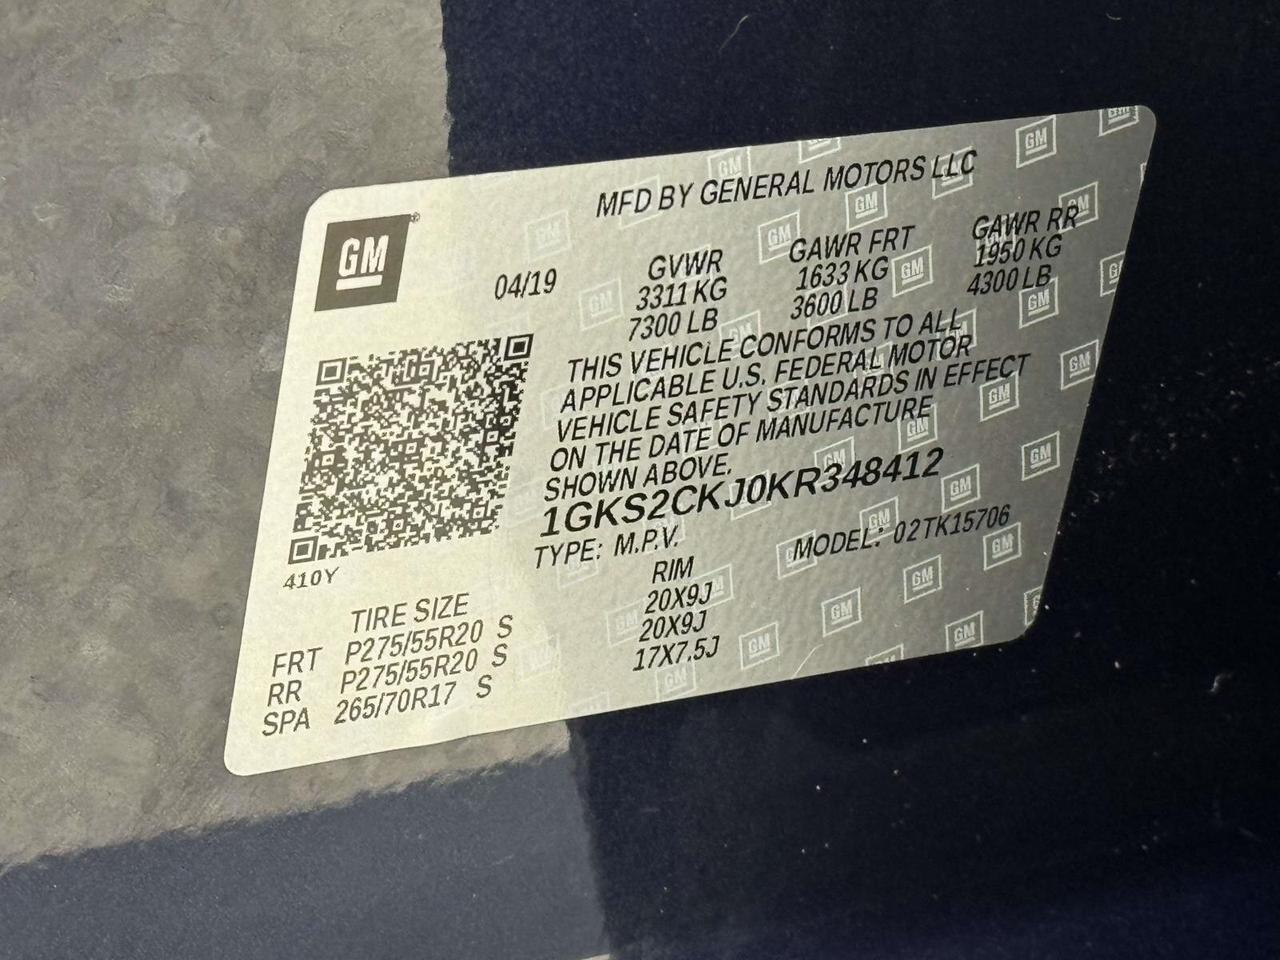 GM
MFD BY GENERAL MOTORS LLC
04/19
GVWR GAWR FRT GAWR RR
3311 KG 1633 KG 1950 KG
7300 LB 3600 LB 4300 LB
THIS VEHICLE CONFORMS TO ALL
APPLICABLE U.S. FEDERAL MOTOR
VEHICLE SAFETY STANDARDS IN EFFECT
ON THE DATE OF MANUFACTURE
SHOWN ABOVE.
1GKS2CKJ0KR348412
TYPE: M.P.V. MODEL: 02TK15706
410Y
TIRE SIZE RIM
FRT P275/55R20 S 20X9J
RR P275/55R20 S 20X9J
SPA 265/70R17 S 17X7.5J